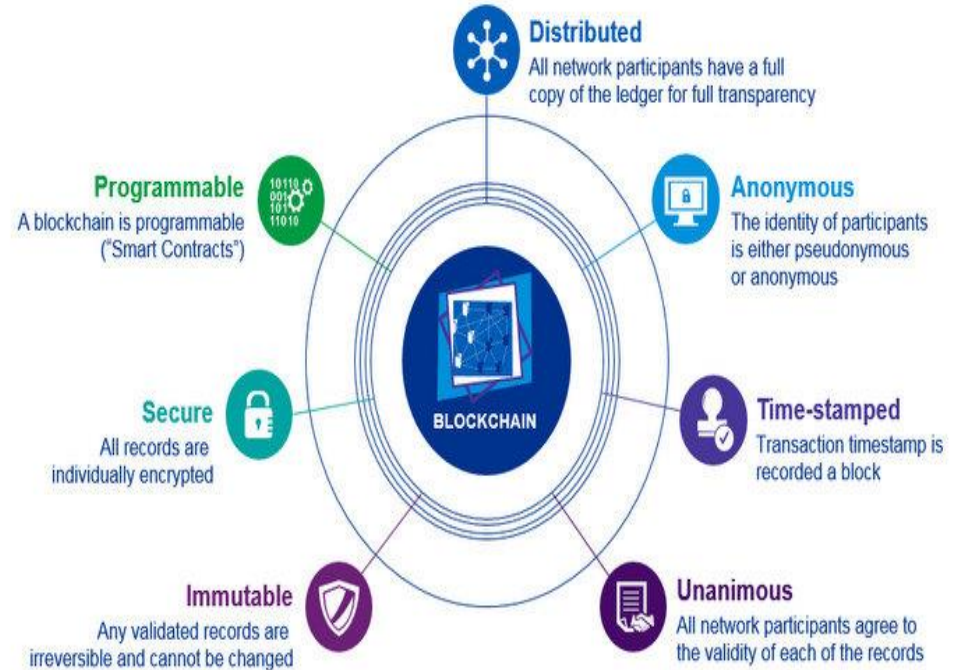 Distributed
All network participants have a full
copy of the ledger for full transparency
Programmable
A blockchain is programmable
(“Smart Contracts”)
10110
001
101
11010
Anonymous
The identity of participants
is either pseudonymous
or anonymous
BLOCKCHAIN
Secure
All records are
individually encrypted
Time-stamped
Transaction timestamp is
recorded a block
Immutable
Any validated records are
irreversible and cannot be changed
Unanimous
All network participants agree to
the validity of each of the records